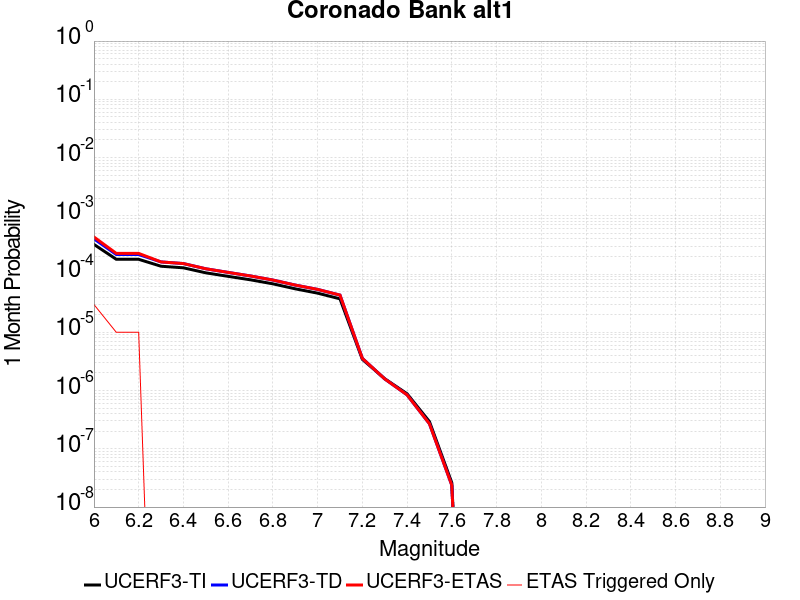 Coronado Bank alt1
10^0
10^-1
10^-2
10^-3
10^-4
10^-5
10^-6
10^-7
10^-8
1 Month Probability
6 6.2 6.4 6.6 6.8 7 7.2 7.4 7.6 7.8 8 8.2 8.4 8.6 8.8 9
Magnitude
UCERF3-TI UCERF3-TD UCERF3-ETAS ETAS Triggered Only